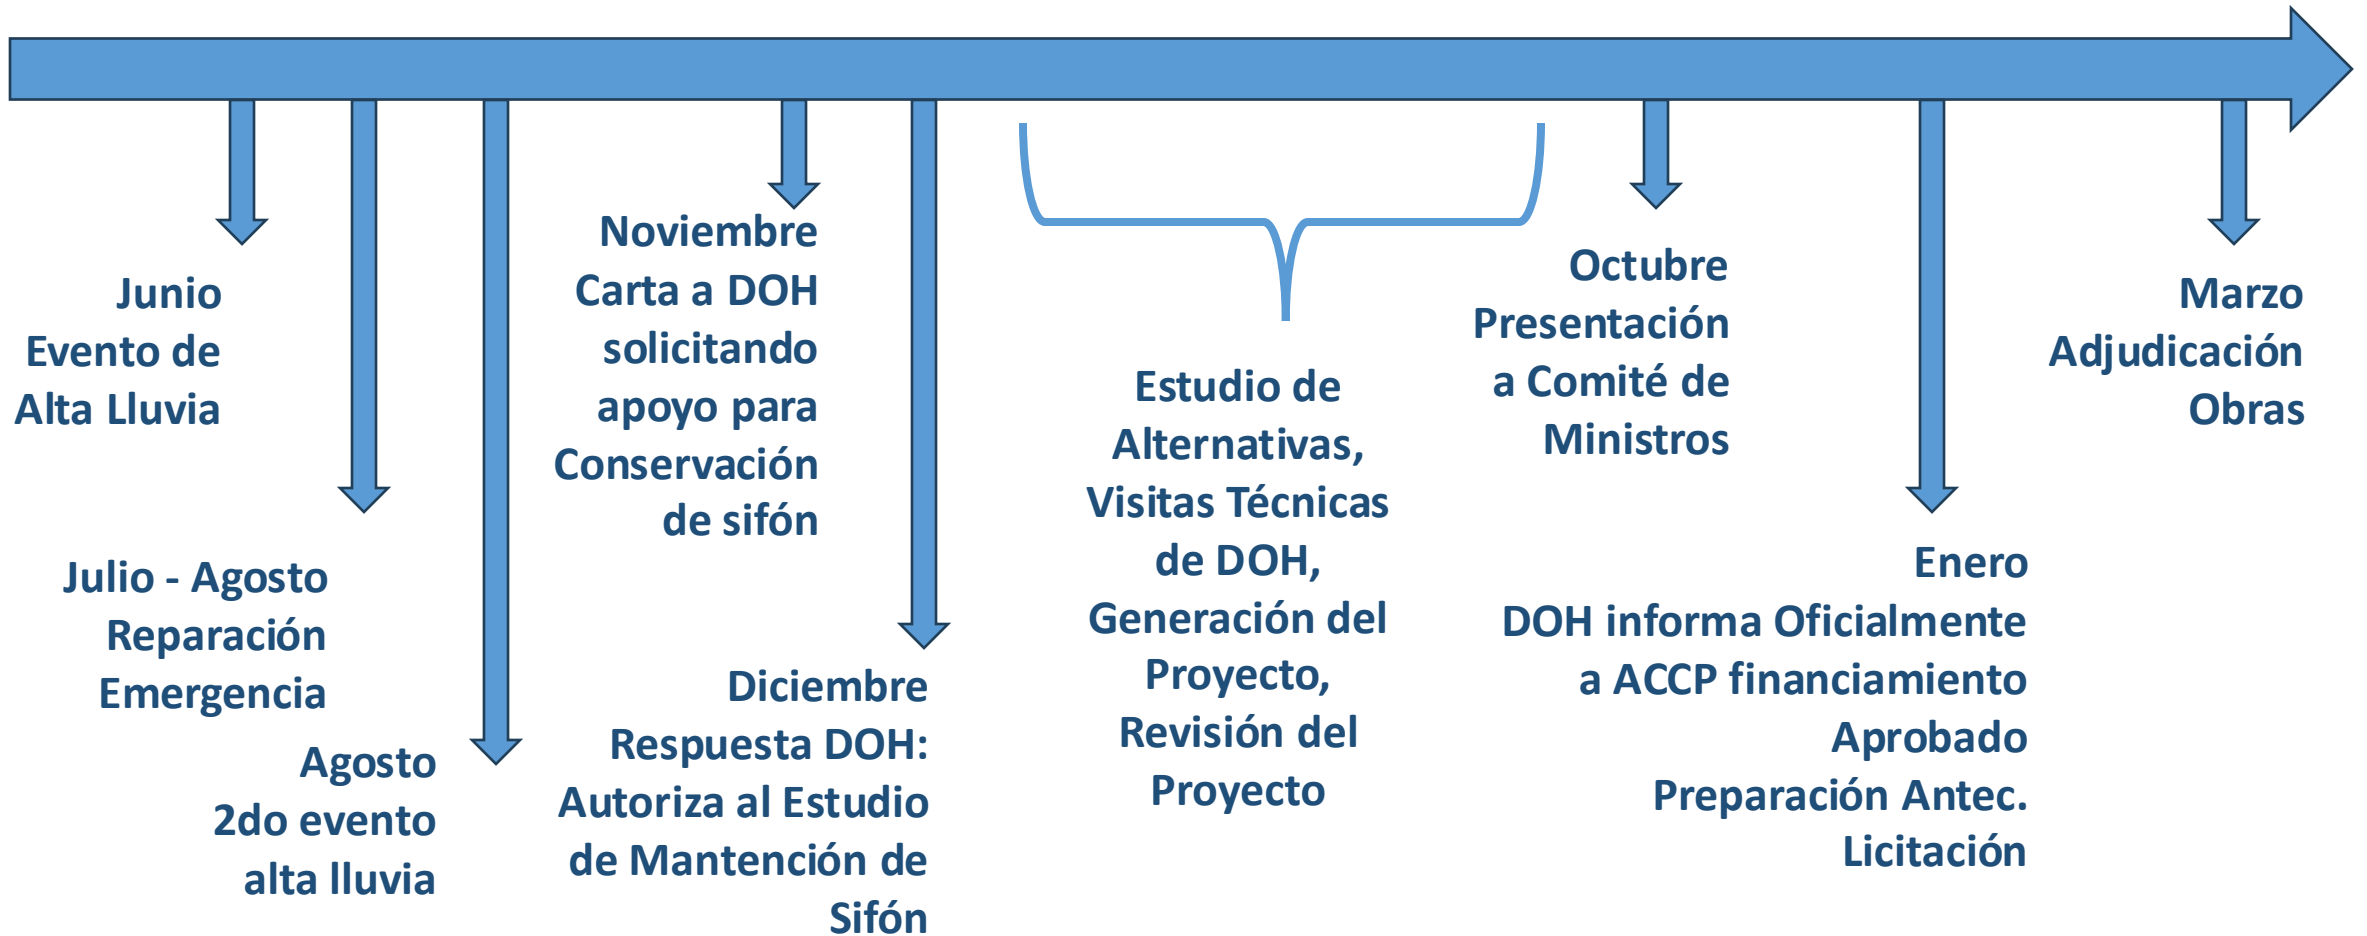 Junio
Evento de
Alta Lluvia
Julio - Agosto
Reparación
Emergencia
Agosto
2do evento
alta lluvia
Noviembre
Carta a DOH
solicitando
apoyo para
Conservación
de sifón
Diciembre
Respuesta DOH:
Autoriza al Estudio
de Mantención de
Sifón
Estudio de
Alternativas,
Visitas Técnicas
de DOH,
Generación del
Proyecto,
Revisión del
Proyecto
Octubre
Presentación
a Comité de
Ministros
Enero
DOH informa Oficialmente
a ACCP financiamiento
Aprobado
Preparación Antec.
Licitación
Marzo
Adjudicación
Obras